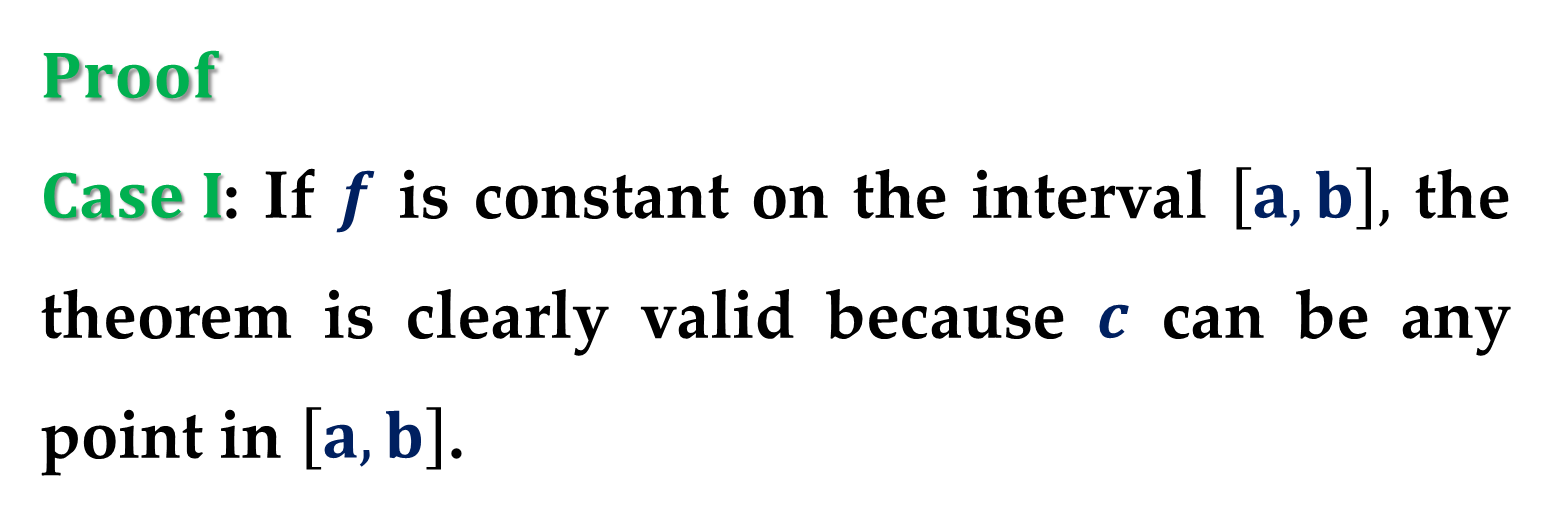 Proof
Case I: If f is constant on the interval [a, b], the
theorem is clearly valid because c can be any
point in [a, b].